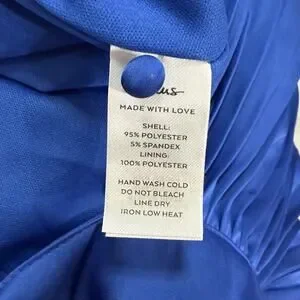 MADE WITH LOVE
SHELL:
95% POLYESTER
5% SPANDEX
LINING:
100% POLYESTER
HAND WASH COLD
DO NOT BLEACH
LINE DRY
IRON LOW HEAT